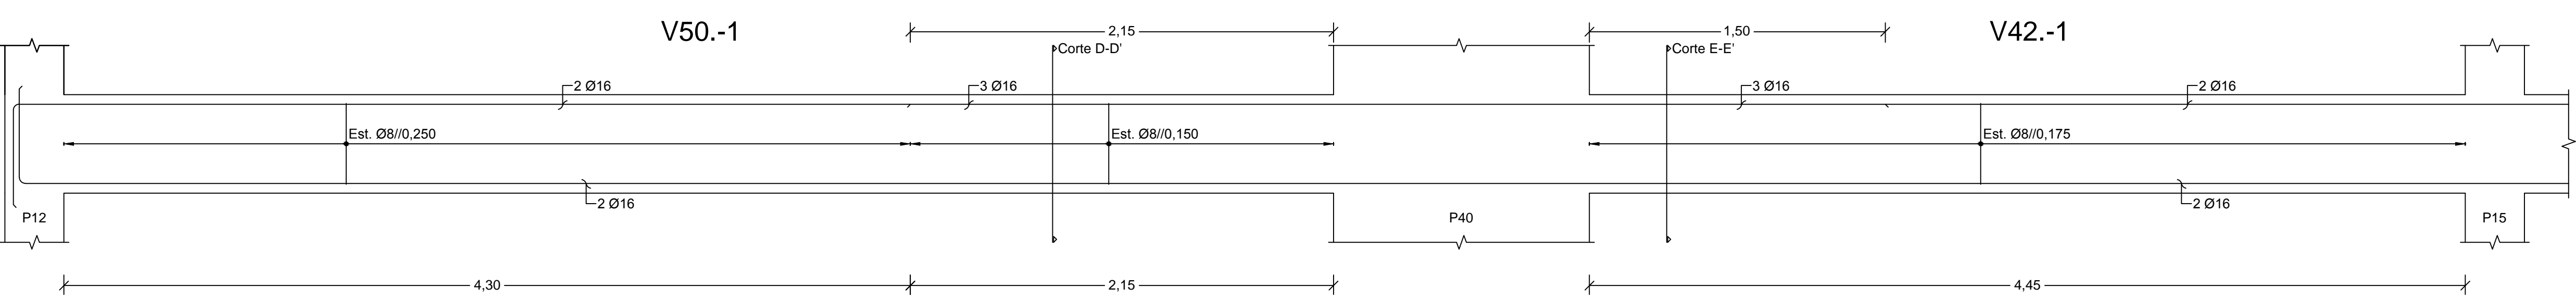 V50.-1
2,15
1,50
V42.-1
Corte D-D'
Corte E-E'
2 Ø16
3 Ø16
3 Ø16
2 Ø16
Est. Ø8//0,250
Est. Ø8//0,150
Est. Ø8//0,175
2 Ø16
2 Ø16
P12
P40
P15
4,30
2,15
4,45